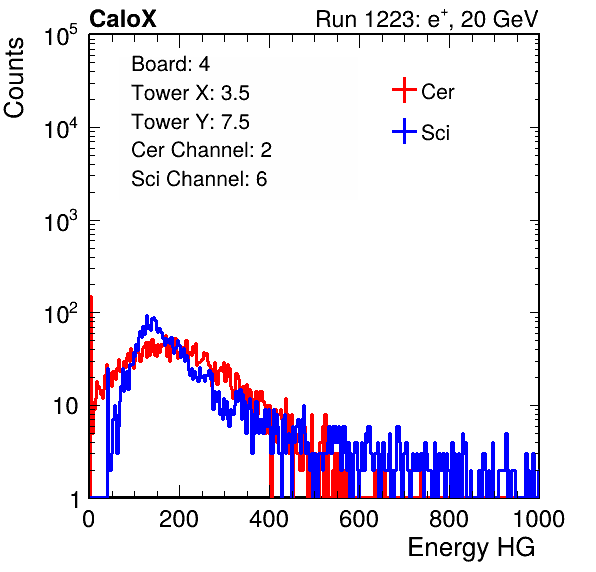 CaloX Run 1223: e⁺, 20 GeV
Counts
Board: 4
Tower X: 3.5
Tower Y: 7.5
Cer Channel: 2
Sci Channel: 6
Cer
Sci
10⁵
10⁴
10³
10²
10
1
0 200 400 600 800 1000
Energy HG